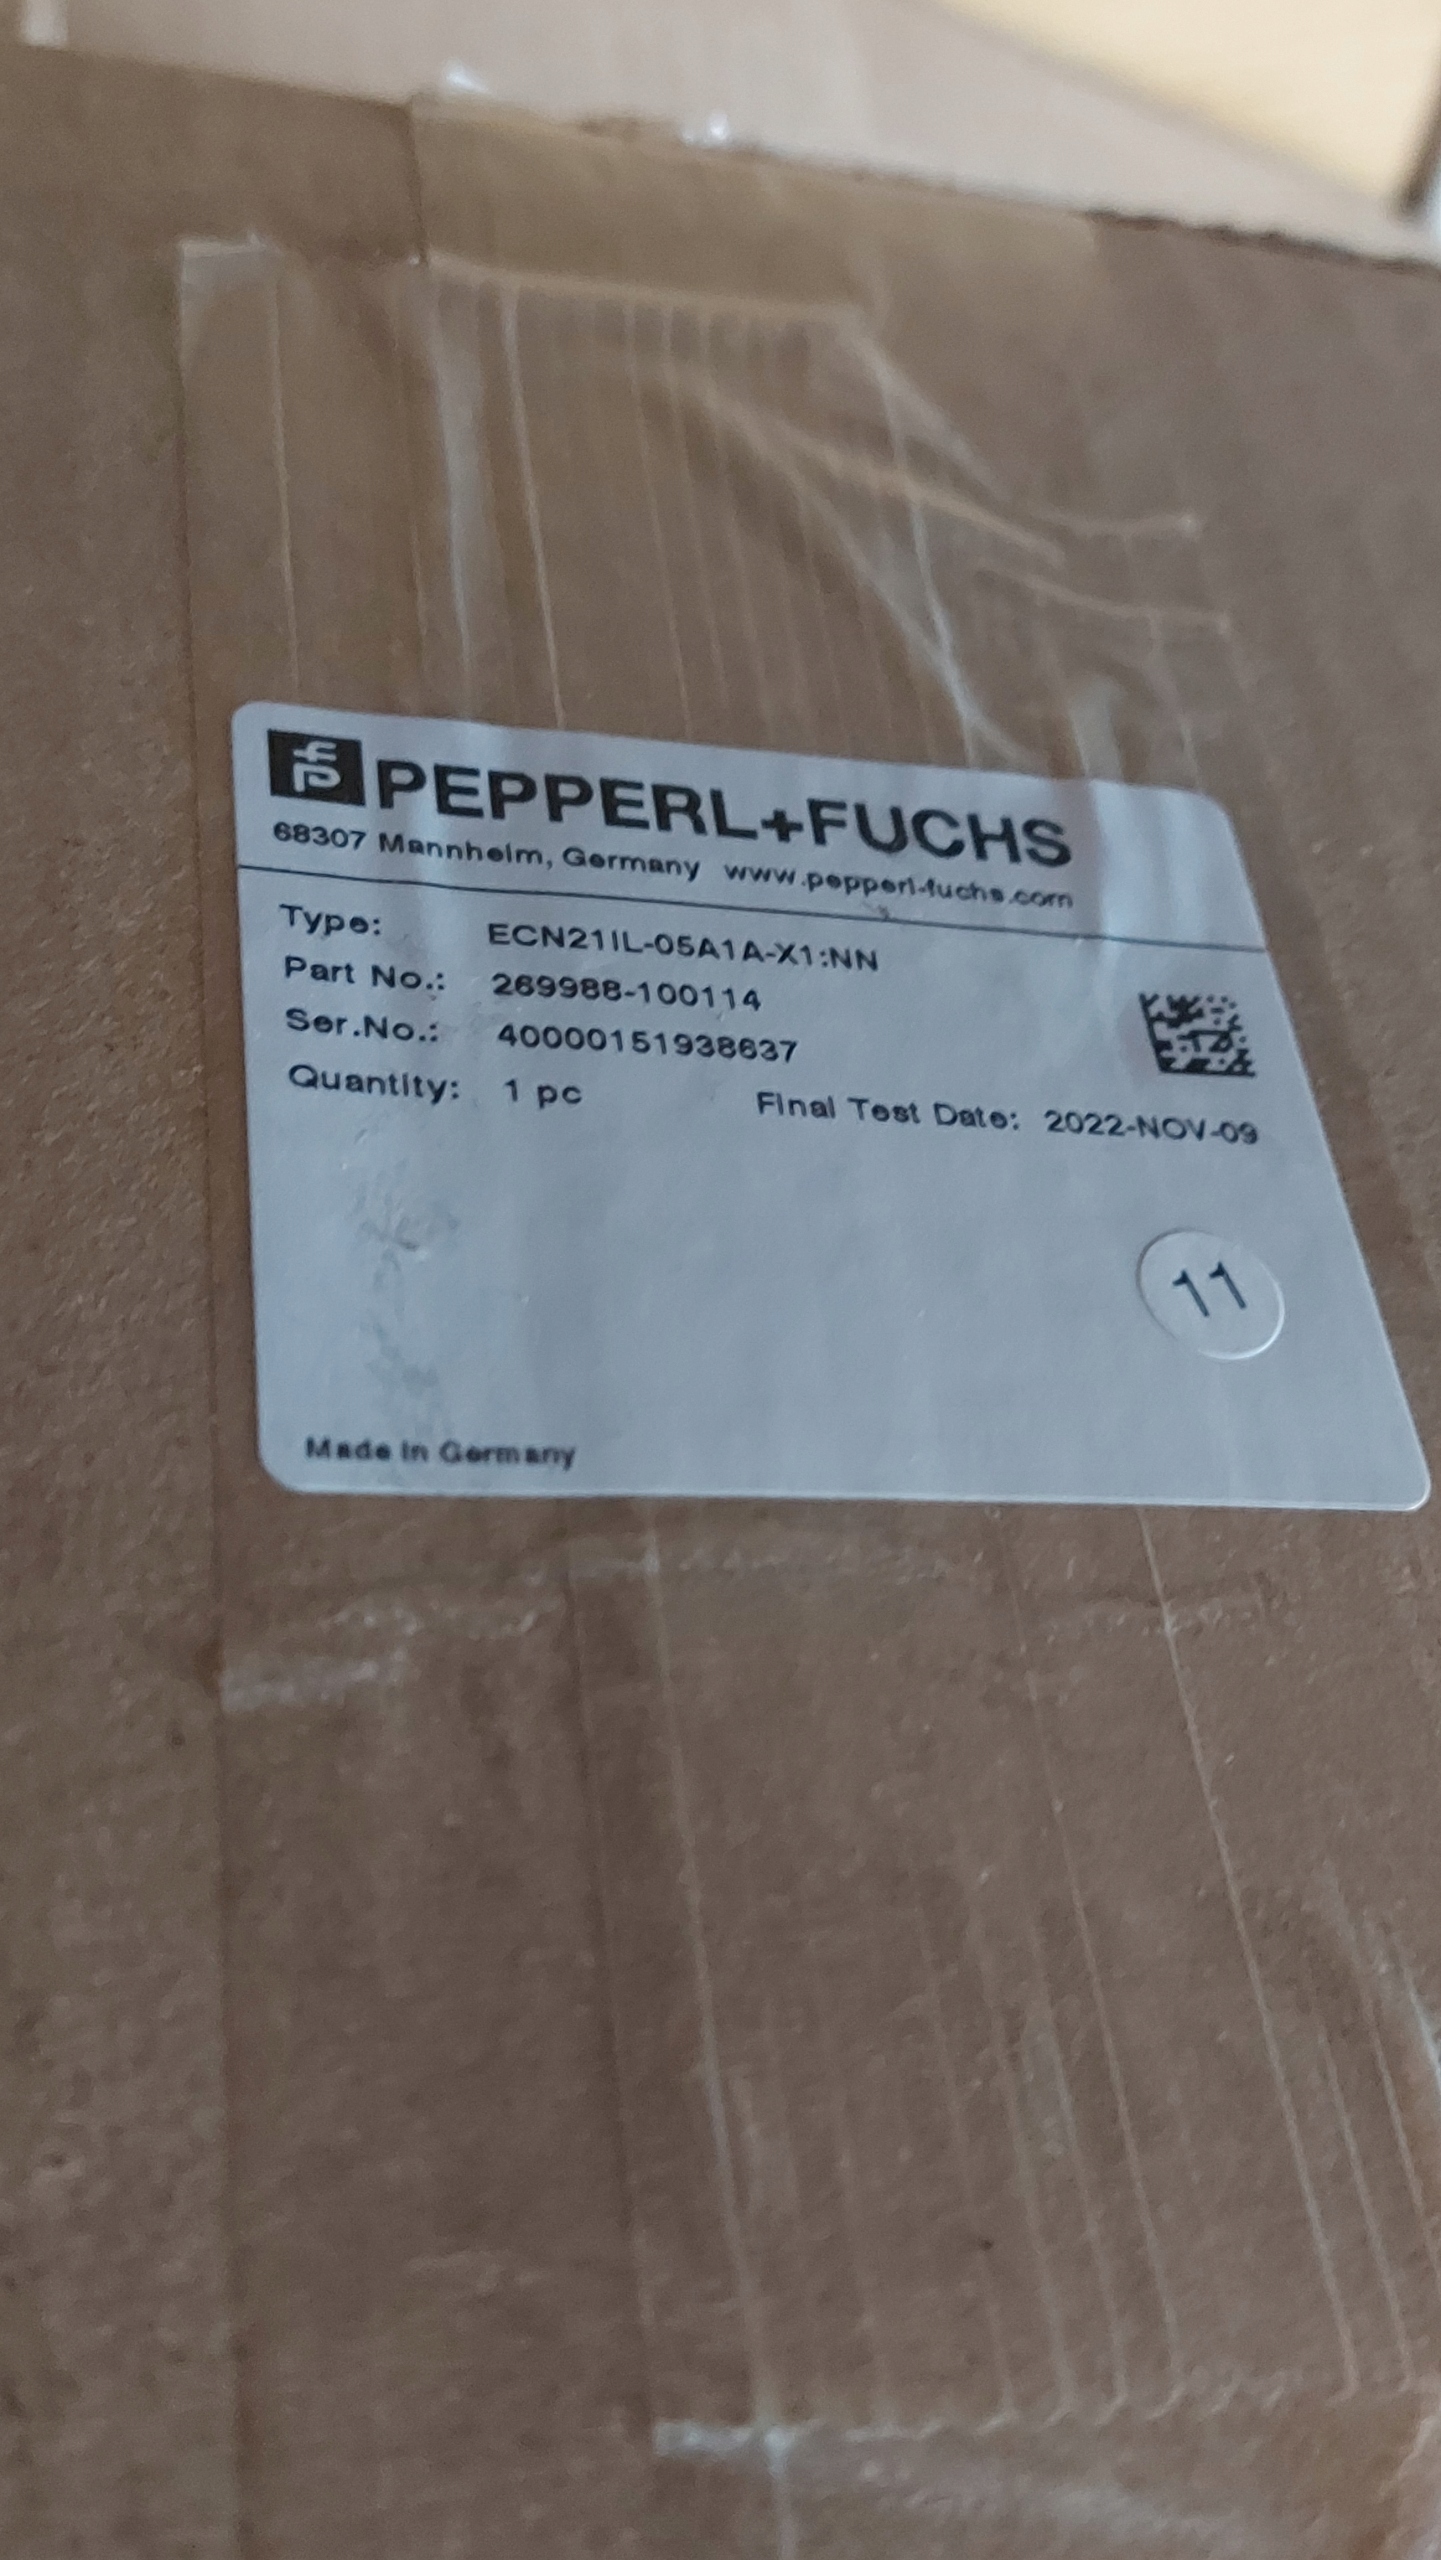 PEPPERL+FUCHS
68307 Mannheim, Germany www.pepperl-fuchs.com
Type: ECN21IL-05A1A-X1:NN
Part No.: 269988-100114
Ser.No.: 40000151938637
Quantity: 1 pc Final Test Date: 2022-NOV-09
11
Made in Germany